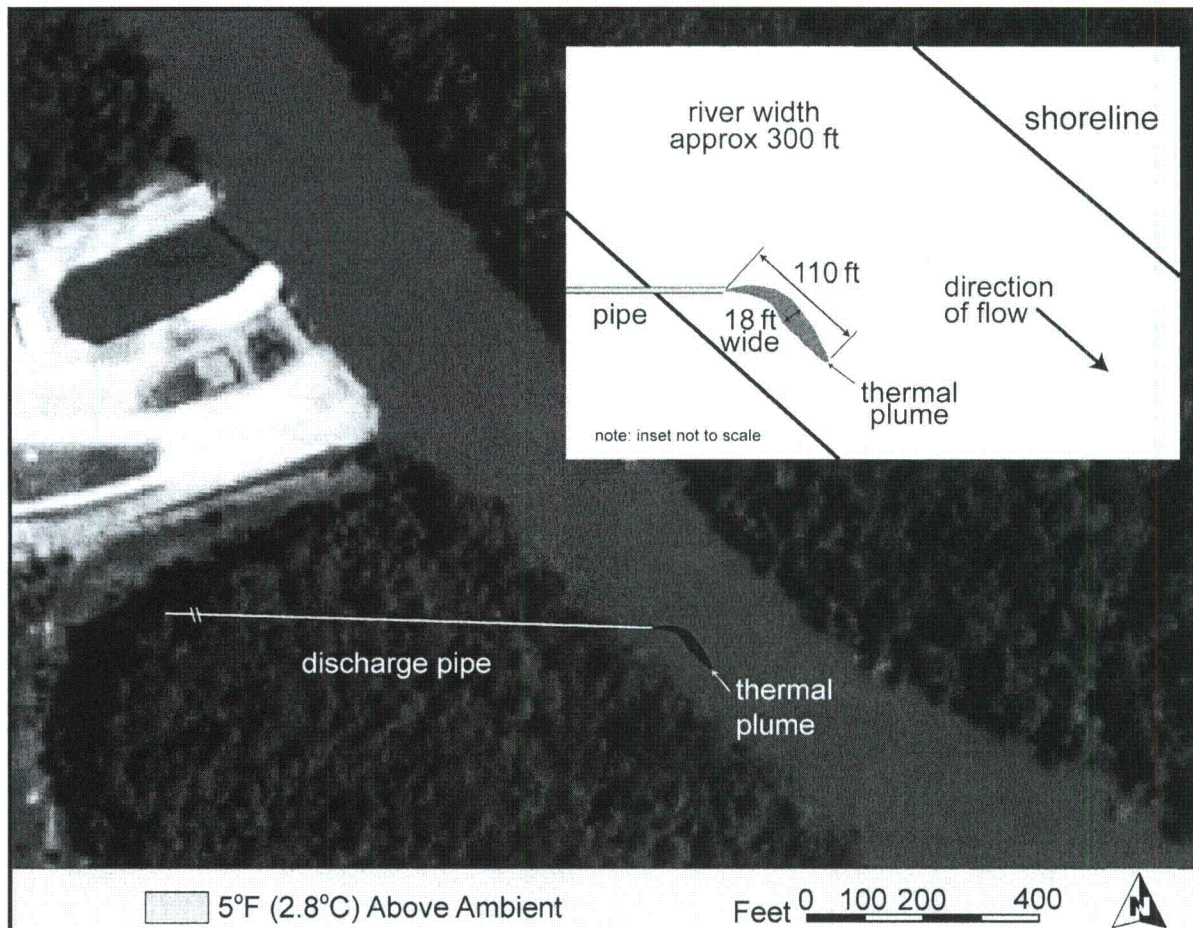 river width
approx 300 ft
shoreline
110 ft
direction
of flow
pipe
18 ft
wide
thermal
plume
note: inset not to scale
discharge pipe
thermal
plume
5°F (2.8°C) Above Ambient
Feet 0 100 200 400
N